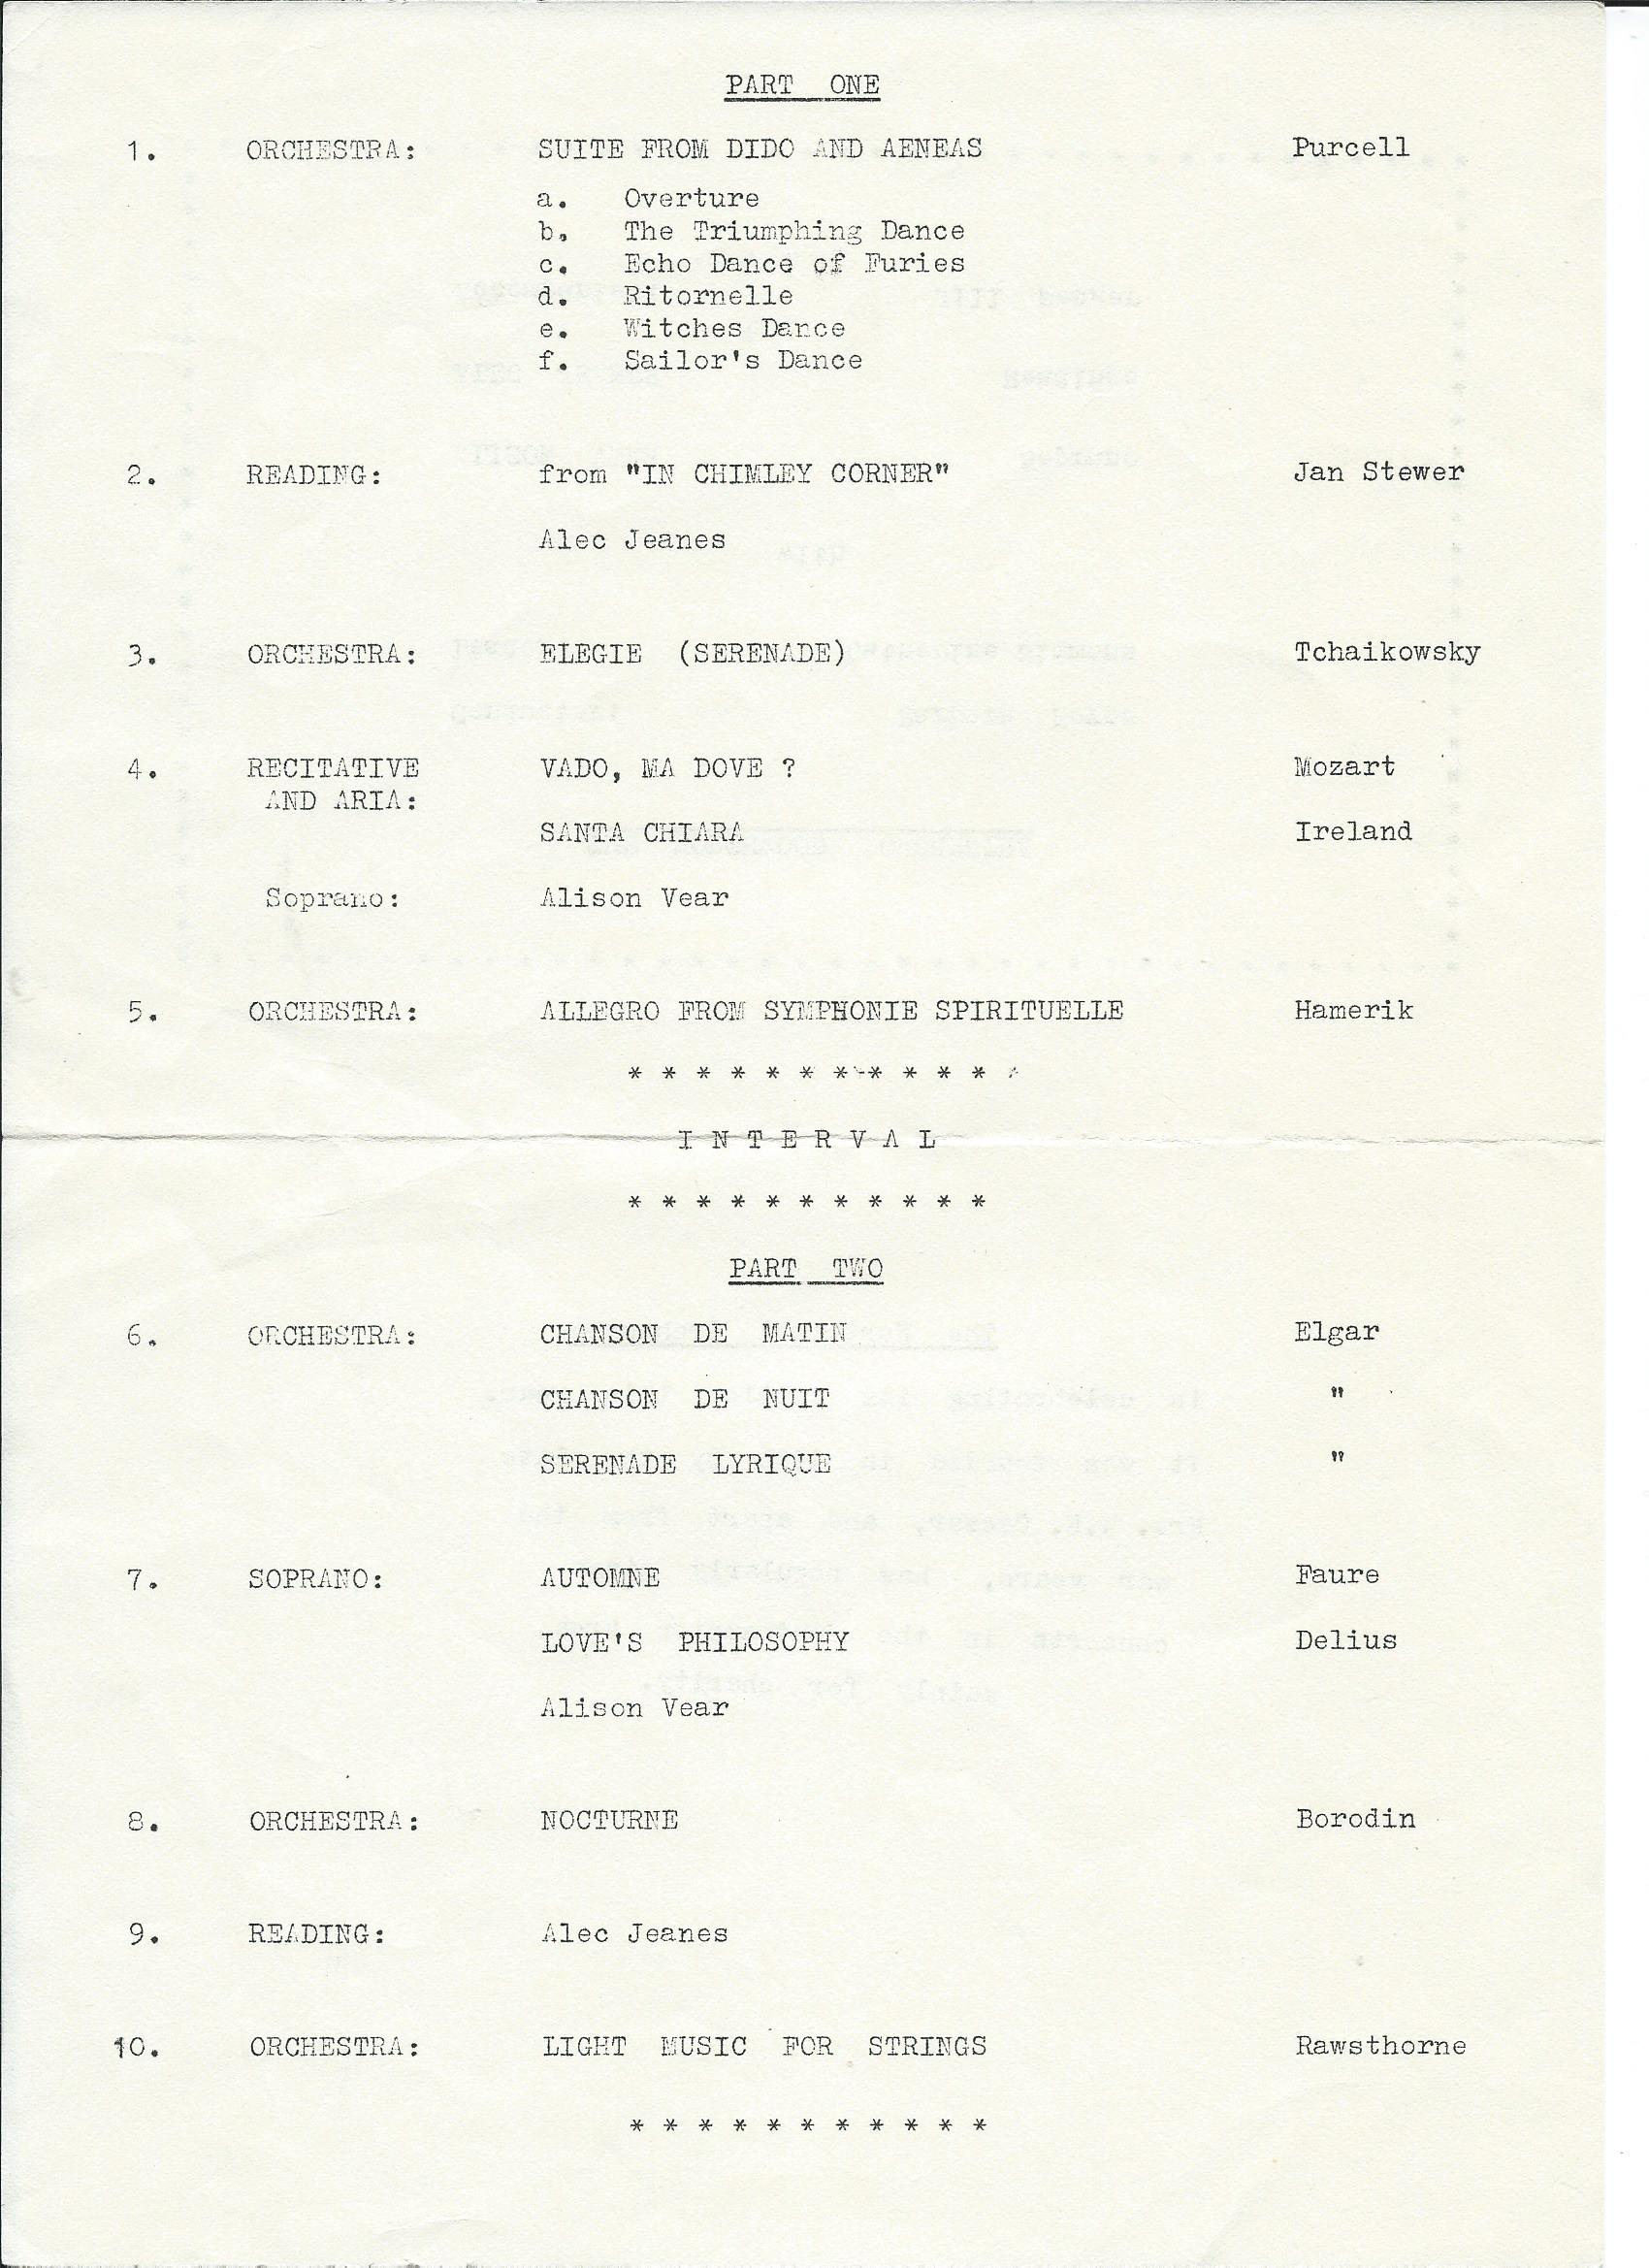 PART ONE
1. ORCHESTRA: SUITE FROM DIDO AND AENEAS Purcell
a. Overture
b. The Triumphing Dance
c. Echo Dance of Furies
d. Ritornelle
e. Witches Dance
f. Sailor's Dance
2. READING: from "IN CHIMLEY CORNER" Jan Stewer
Alec Jeanes
3. ORCHESTRA: ELEGIE (SERENADE) Tchaikowsky
4. RECITATIVE VADO, MA DOVE ? Mozart
AND ARIA:
SANTA CHIARA Ireland
Soprano: Alison Vear
5. ORCHESTRA: ALLEGRO FROM SYMPHONIE SPIRITUELLE Hamerik
* * * * * * * * * * * *
I N T E R V A L
* * * * * * * * * * *
PART TWO
6. ORCHESTRA: CHANSON DE MATIN Elgar
CHANSON DE NUIT "
SERENADE LYRIQUE "
7. SOPRANO: AUTOMNE Faure
LOVE'S PHILOSOPHY Delius
Alison Vear
8. ORCHESTRA: NOCTURNE Borodin
9. READING: Alec Jeanes
10. ORCHESTRA: LIGHT MUSIC FOR STRINGS Rawsthorne
* * * * * * * * * * *